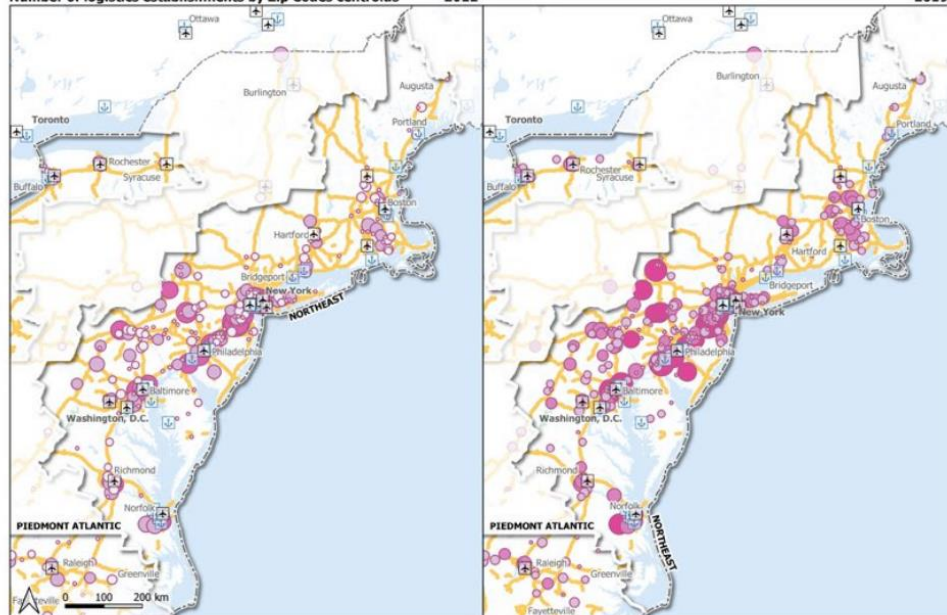 Number of logistics establishments by Zip Codes centroids 2012 2019
Ottawa
Augusta
Burlington
Portland
Toronto
Rochester
Syracuse
Buffalo
Boston
Hartford
Bridgeport
New York
NORTHEAST
Philadelphia
Baltimore
Washington, D.C.
Richmond
Norfolk
PIEDMONT ATLANTIC
Raleigh
Greenville
0 100 200 km
Fayetteville
Ottawa
Augusta
Burlington
Portland
Toronto
Rochester
Syracuse
Buffalo
Boston
Hartford
Bridgeport
New York
Philadelphia
Baltimore
Washington, D.C.
Richmond
Norfolk
NORTHEAST
PIEDMONT ATLANTIC
Raleigh
Greenville
Fayetteville